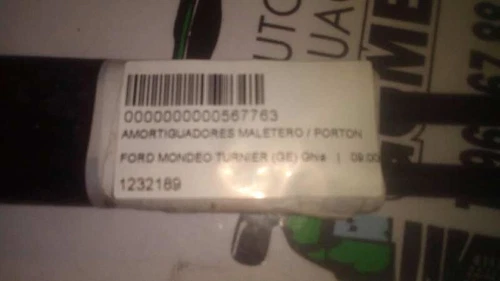 0000000000567763
AMORTIGUADORES MALETERO / PORTON
FORD MONDEO TURNIER (GE) Ghia | 09.00
1232189